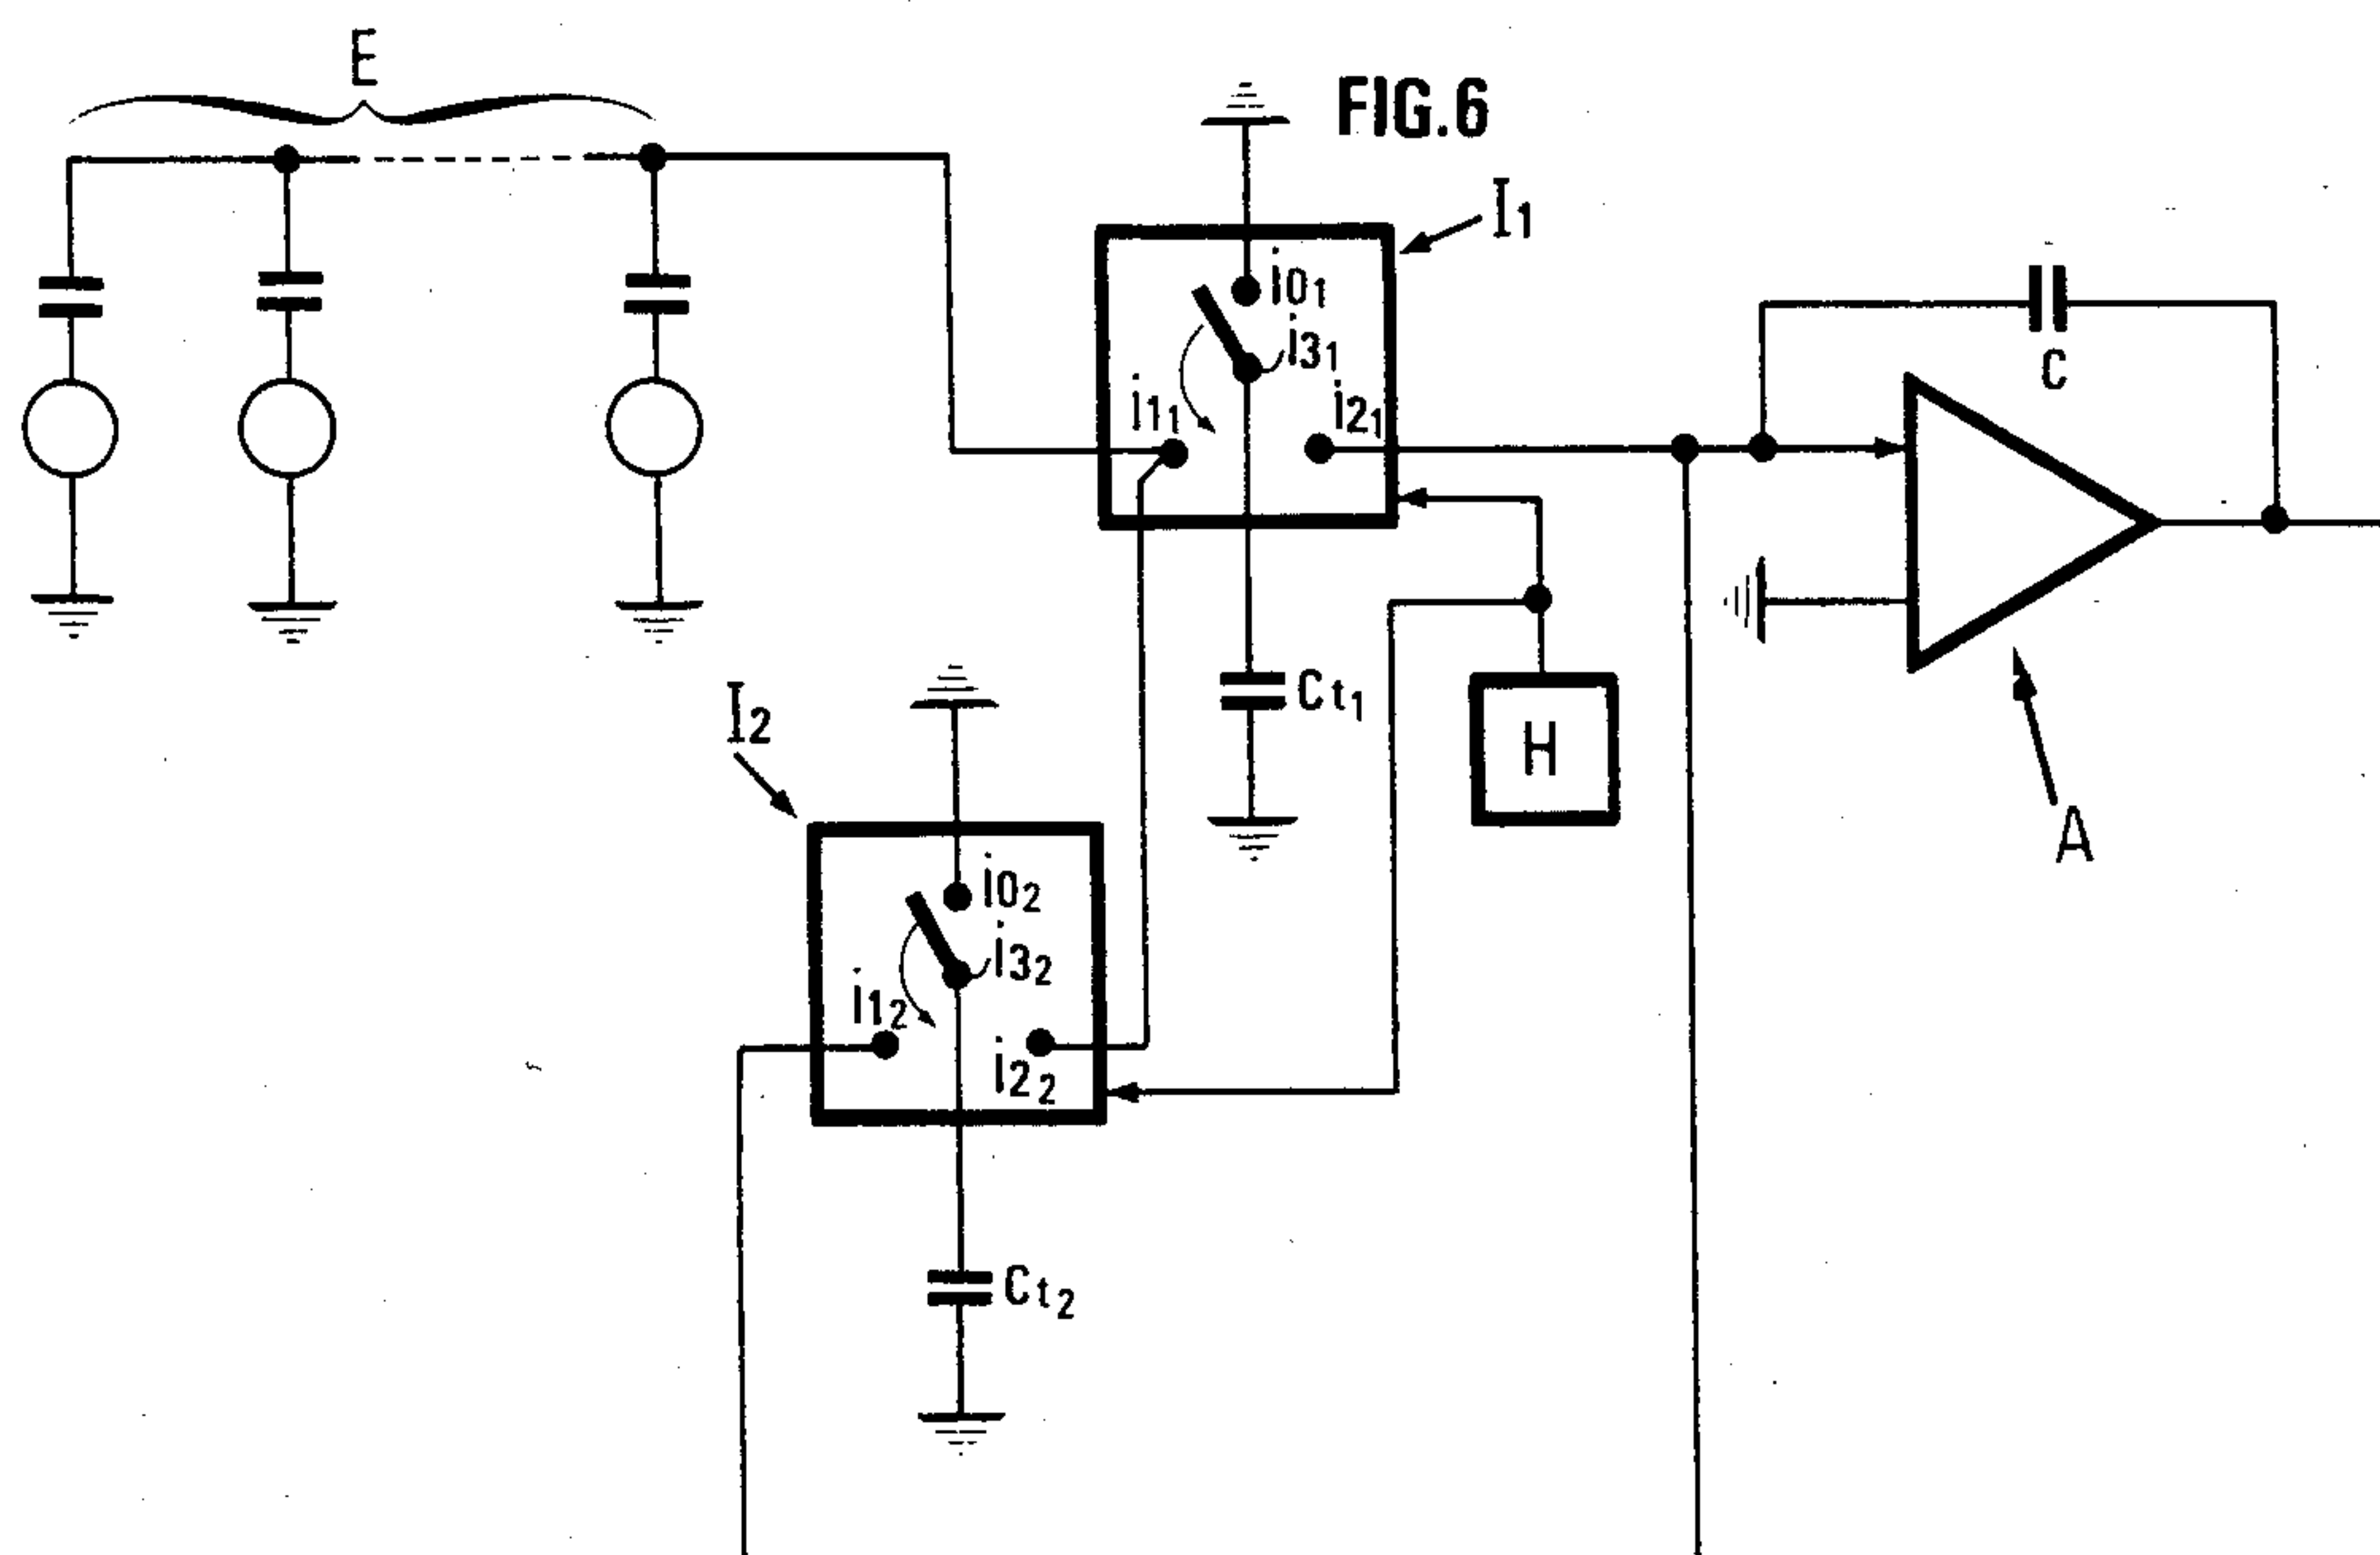 E
FIG.6
I₁
i₀₁
i₃₁
i₁₁
i₂₁
C
Ct₁
H
A
I₂
i₀₂
i₃₂
i₁₂
i₂₂
Ct₂